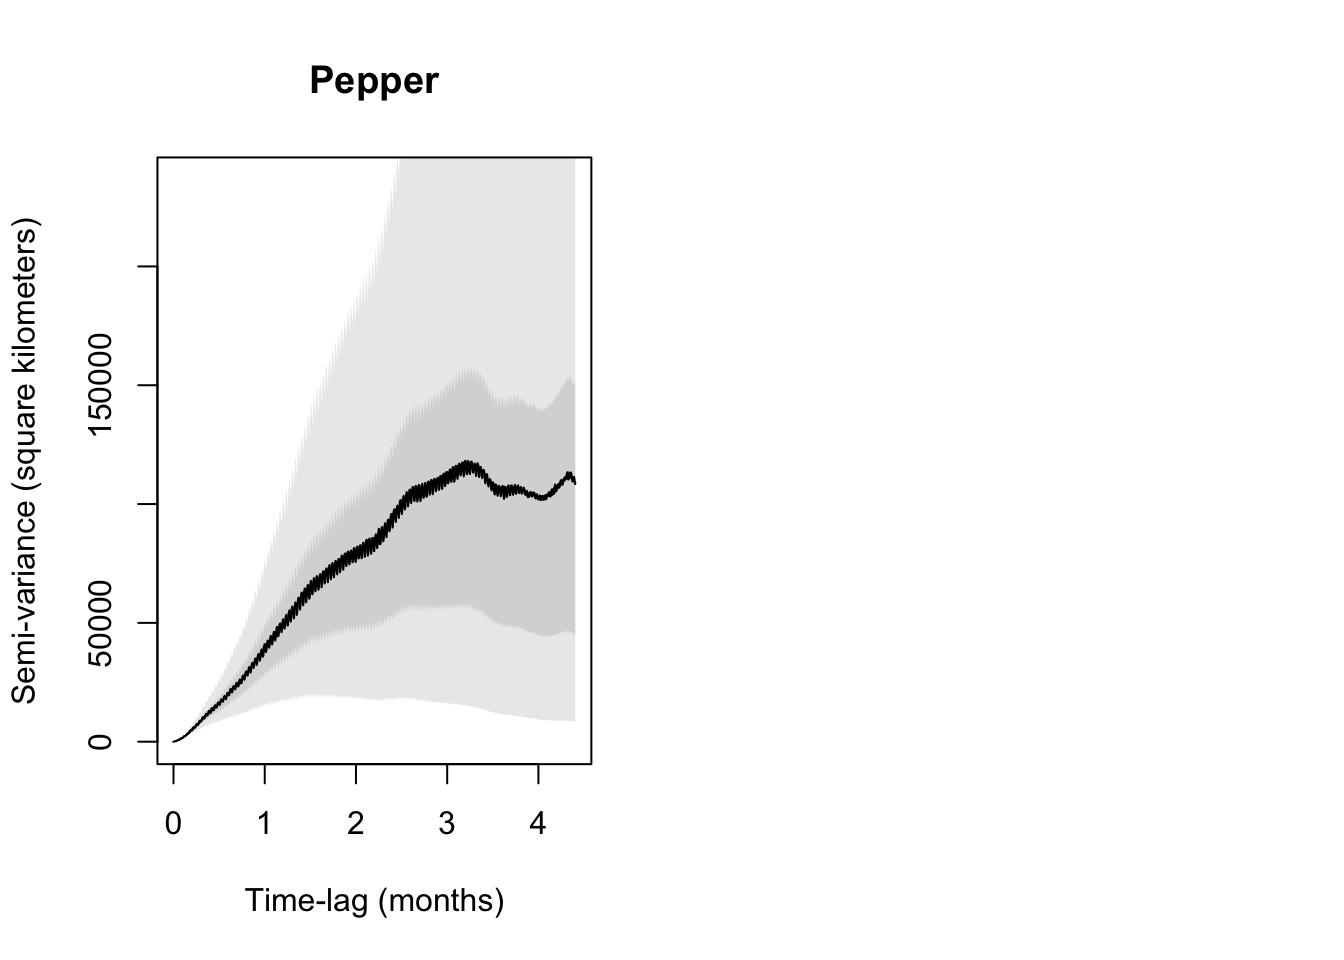 Pepper
Semi-variance (square kilometers)
150000
50000
0
0 1 2 3 4
Time-lag (months)